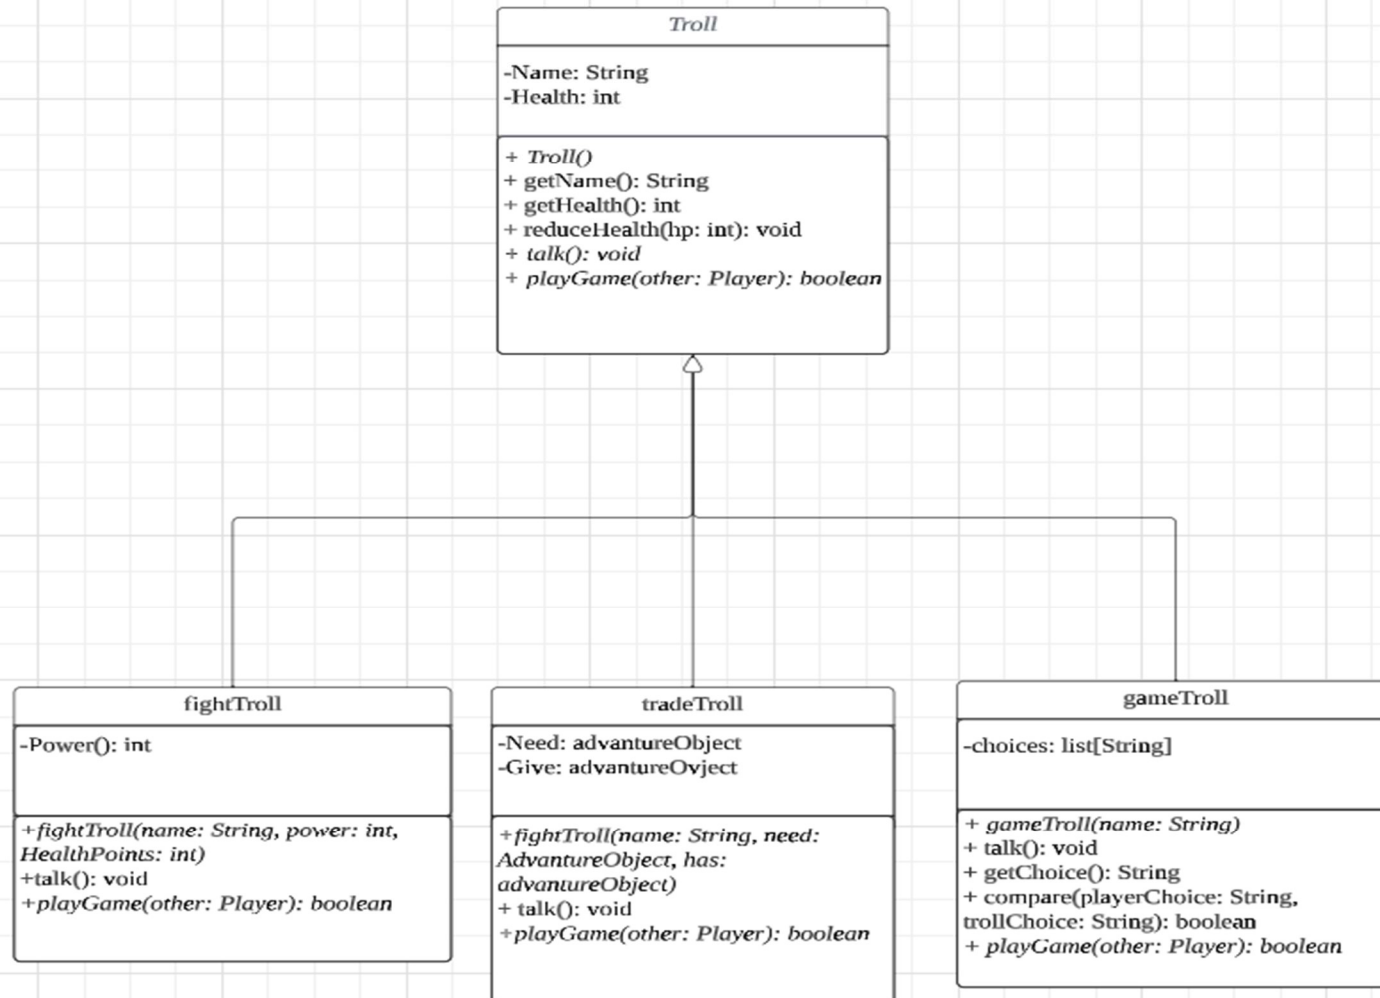 Troll
-Name: String
-Health: int
+ Troll()
+ getName(): String
+ getHealth(): int
+ reduceHealth(hp: int): void
+ talk(): void
+ playGame(other: Player): boolean
fightTroll
-Power(): int
+fightTroll(name: String, power: int,
HealthPoints: int)
+talk(): void
+playGame(other: Player): boolean
tradeTroll
-Need: advantureObject
-Give: advantureOvject
+fightTroll(name: String, need:
AdvantureObject, has:
advantureObject)
+ talk(): void
+playGame(other: Player): boolean
gameTroll
-choices: list[String]
+ gameTroll(name: String)
+ talk(): void
+ getChoice(): String
+ compare(playerChoice: String,
trollChoice: String): boolean
+ playGame(other: Player): boolean